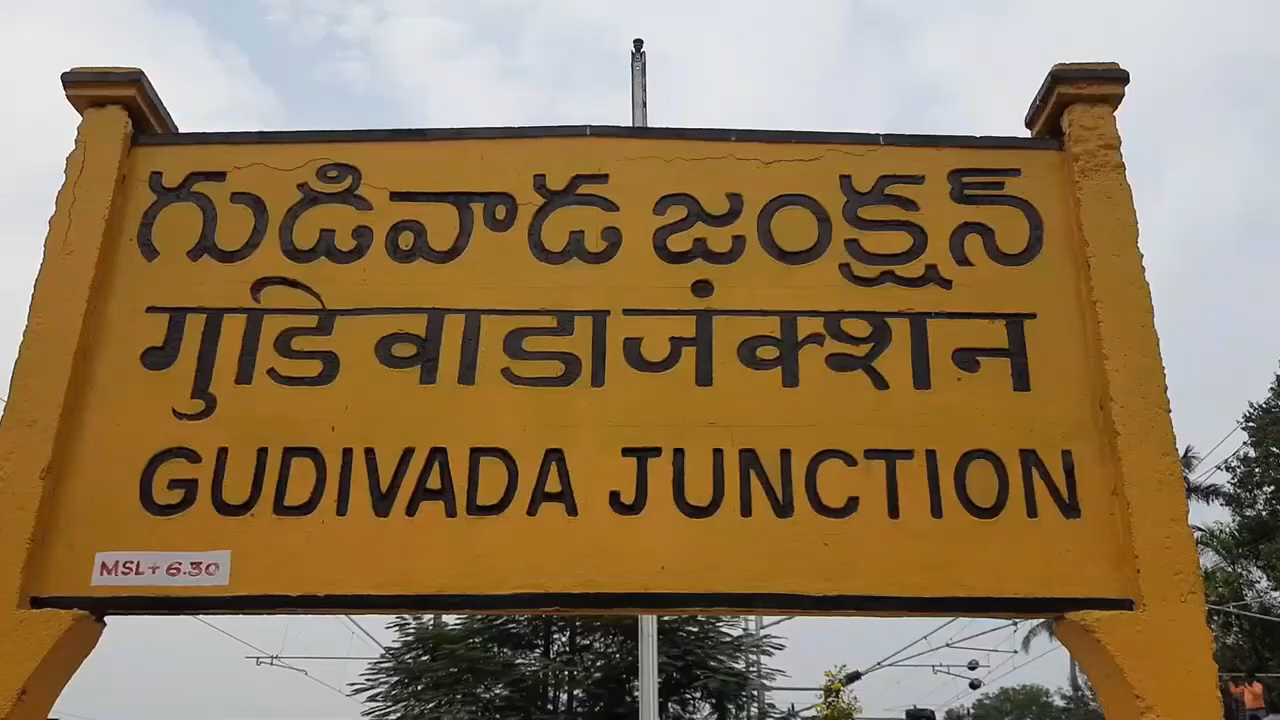 గుడివాడ జంక్షన్
गुडिवाडा जंक्शन
GUDIVADA JUNCTION
MSL+ 6.30